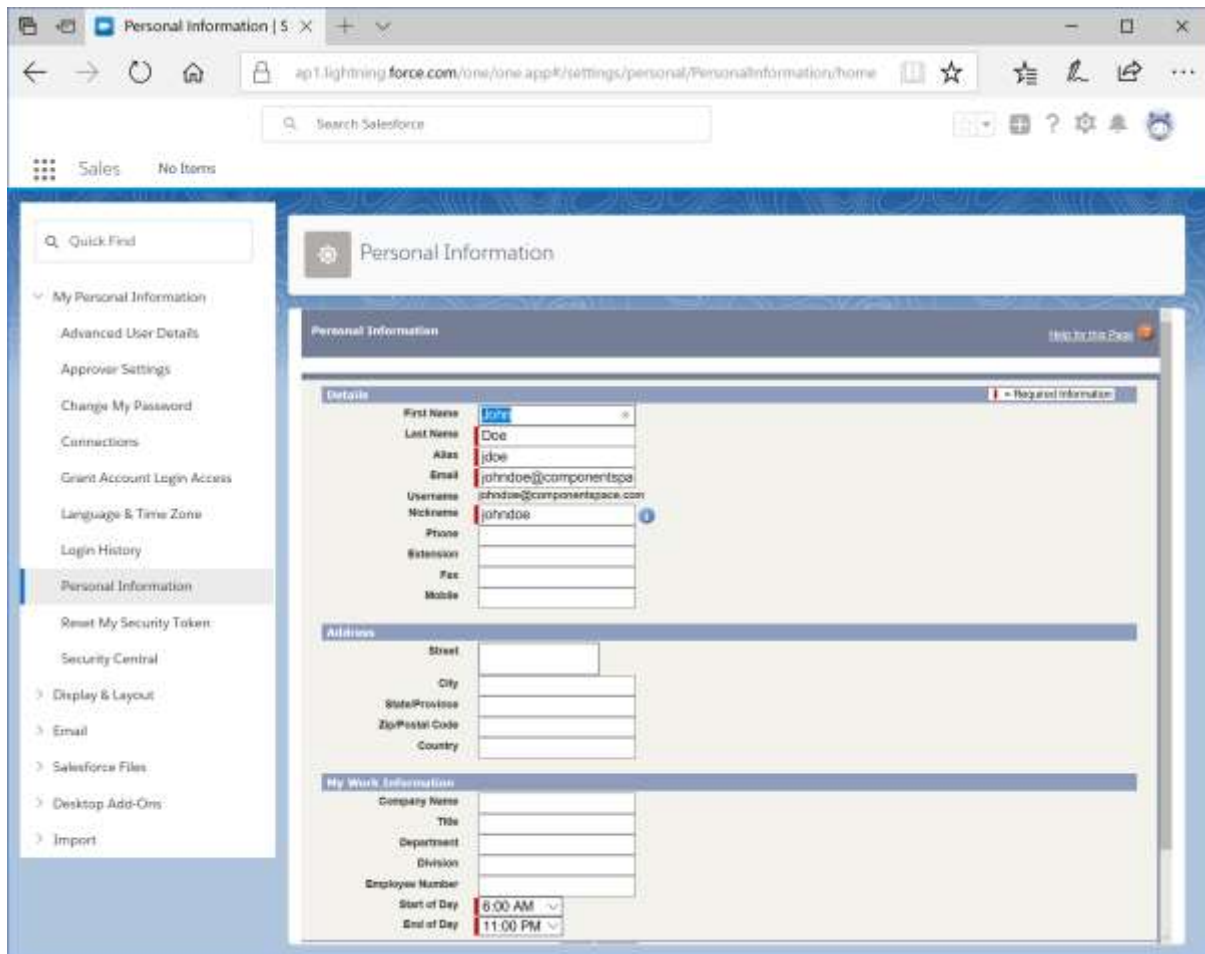 Personal Information | S
ap1.lightning.force.com/one/one.app#/settings/personal/PersonalInformation/home
Search Salesforce
Sales No Items
Quick Find
My Personal Information
Advanced User Details
Approver Settings
Change My Password
Connections
Grant Account Login Access
Language & Time Zone
Login History
Personal Information
Reset My Security Token
Security Central
Display & Layout
Email
Salesforce Files
Desktop Add-Ons
Import
Personal Information
Personal Information
Help for this Page
Details
= Required Information
First Name John
Last Name Doe
Alias jdoe
Email johndoe@componentspa
Username johndoe@componentspace.com
Nickname johndoe
Phone
Extension
Fax
Mobile
Address
Street
City
State/Province
Zip/Postal Code
Country
My Work Information
Company Name
Title
Department
Division
Employee Number
Start of Day 6:00 AM
End of Day 11:00 PM